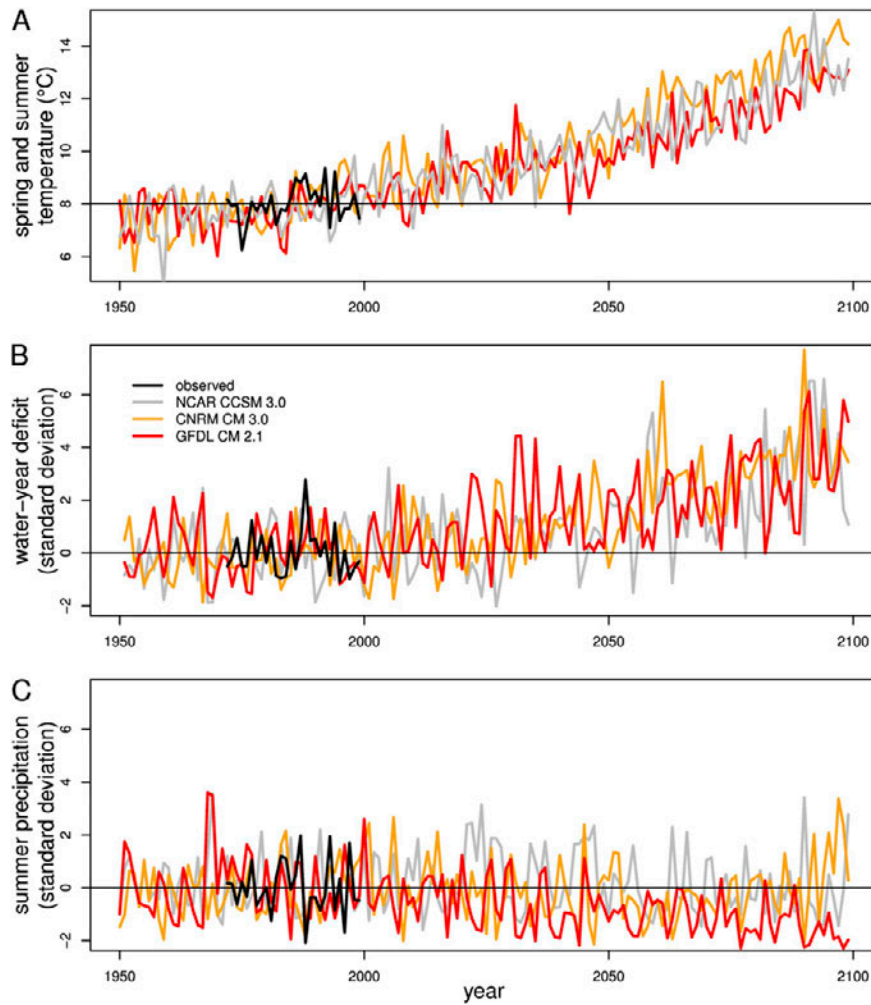 A
spring and summer
temperature (°C)
14
12
10
8
6
1950
2000
2050
2100
B
water−year deficit
(standard deviation)
6
4
2
0
−2
observed
NCAR CCSM 3.0
CNRM CM 3.0
GFDL CM 2.1
1950
2000
2050
2100
C
summer precipitation
(standard deviation)
6
4
2
0
−2
1950
2000
2050
2100
year